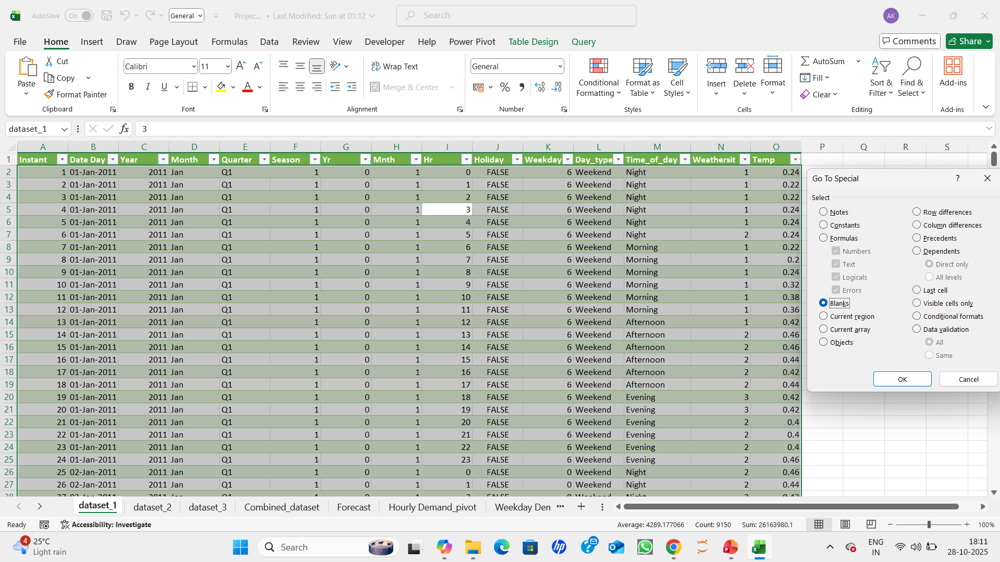 AutoSave On General Projec... • Last Modified: Sun at 01:12 Search AK
File Home Insert Draw Page Layout Formulas Data Review View Developer Help Power Pivot Table Design Query Comments Share
Paste Cut Copy Format Painter Clipboard
Calibri 11 B I U A Font
Wrap Text Merge & Center Alignment
General % Number
Conditional Formatting Format as Table Cell Styles Styles
Insert Delete Format Cells
AutoSum Fill Clear Sort & Filter Find & Select Editing
Add-ins Add-ins
dataset_1 fx 3
A B C D E F G H I J K L M N O P Q R S
1 Instant Date Day Year Month Quarter Season Yr Mnth Hr Holiday Weekday Day_type Time_of_day Weathersit Temp
2 1 01-Jan-2011 2011 Jan Q1 1 0 1 0 FALSE 6 Weekend Night 1 0.24
3 2 01-Jan-2011 2011 Jan Q1 1 0 1 1 FALSE 6 Weekend Night 1 0.22
4 3 01-Jan-2011 2011 Jan Q1 1 0 1 2 FALSE 6 Weekend Night 1 0.22
5 4 01-Jan-2011 2011 Jan Q1 1 0 1 3 FALSE 6 Weekend Night 1 0.24
6 5 01-Jan-2011 2011 Jan Q1 1 0 1 4 FALSE 6 Weekend Night 1 0.24
7 6 01-Jan-2011 2011 Jan Q1 1 0 1 5 FALSE 6 Weekend Night 2 0.24
8 7 01-Jan-2011 2011 Jan Q1 1 0 1 6 FALSE 6 Weekend Morning 1 0.22
9 8 01-Jan-2011 2011 Jan Q1 1 0 1 7 FALSE 6 Weekend Morning 1 0.2
10 9 01-Jan-2011 2011 Jan Q1 1 0 1 8 FALSE 6 Weekend Morning 1 0.24
11 10 01-Jan-2011 2011 Jan Q1 1 0 1 9 FALSE 6 Weekend Morning 1 0.32
12 11 01-Jan-2011 2011 Jan Q1 1 0 1 10 FALSE 6 Weekend Morning 1 0.38
13 12 01-Jan-2011 2011 Jan Q1 1 0 1 11 FALSE 6 Weekend Morning 1 0.36
14 13 01-Jan-2011 2011 Jan Q1 1 0 1 12 FALSE 6 Weekend Afternoon 1 0.42
15 14 01-Jan-2011 2011 Jan Q1 1 0 1 13 FALSE 6 Weekend Afternoon 2 0.46
16 15 01-Jan-2011 2011 Jan Q1 1 0 1 14 FALSE 6 Weekend Afternoon 2 0.46
17 16 01-Jan-2011 2011 Jan Q1 1 0 1 15 FALSE 6 Weekend Afternoon 2 0.44
18 17 01-Jan-2011 2011 Jan Q1 1 0 1 16 FALSE 6 Weekend Afternoon 2 0.42
19 18 01-Jan-2011 2011 Jan Q1 1 0 1 17 FALSE 6 Weekend Afternoon 2 0.44
20 19 01-Jan-2011 2011 Jan Q1 1 0 1 18 FALSE 6 Weekend Evening 3 0.42
21 20 01-Jan-2011 2011 Jan Q1 1 0 1 19 FALSE 6 Weekend Evening 3 0.42
22 21 01-Jan-2011 2011 Jan Q1 1 0 1 20 FALSE 6 Weekend Evening 2 0.4
23 22 01-Jan-2011 2011 Jan Q1 1 0 1 21 FALSE 6 Weekend Evening 2 0.4
24 23 01-Jan-2011 2011 Jan Q1 1 0 1 22 FALSE 6 Weekend Evening 2 0.4
25 24 01-Jan-2011 2011 Jan Q1 1 0 1 23 FALSE 6 Weekend Evening 2 0.46
26 25 02-Jan-2011 2011 Jan Q1 1 0 1 0 FALSE 0 Weekend Night 2 0.46
27 26 02-Jan-2011 2011 Jan Q1 1 0 1 1 FALSE 0 Weekend Night 2 0.44
Go To Special ?
Select
Notes Row differences
Constants Column differences
Formulas Precedents
Numbers Dependents
Text Direct only
Logicals All levels
Errors Last cell
Blanks Visible cells only
Current region Conditional formats
Current array Data validation
Objects All
Same
OK Cancel
dataset_1 dataset_2 dataset_3 Combined_dataset Forecast Hourly Demand_pivot Weekday Den ...
Ready Accessibility: Investigate Average: 4289.177066 Count: 9150 Sum: 26163980.1 100%
4 25°C Light rain Search ENG IN 18:11 28-10-2025